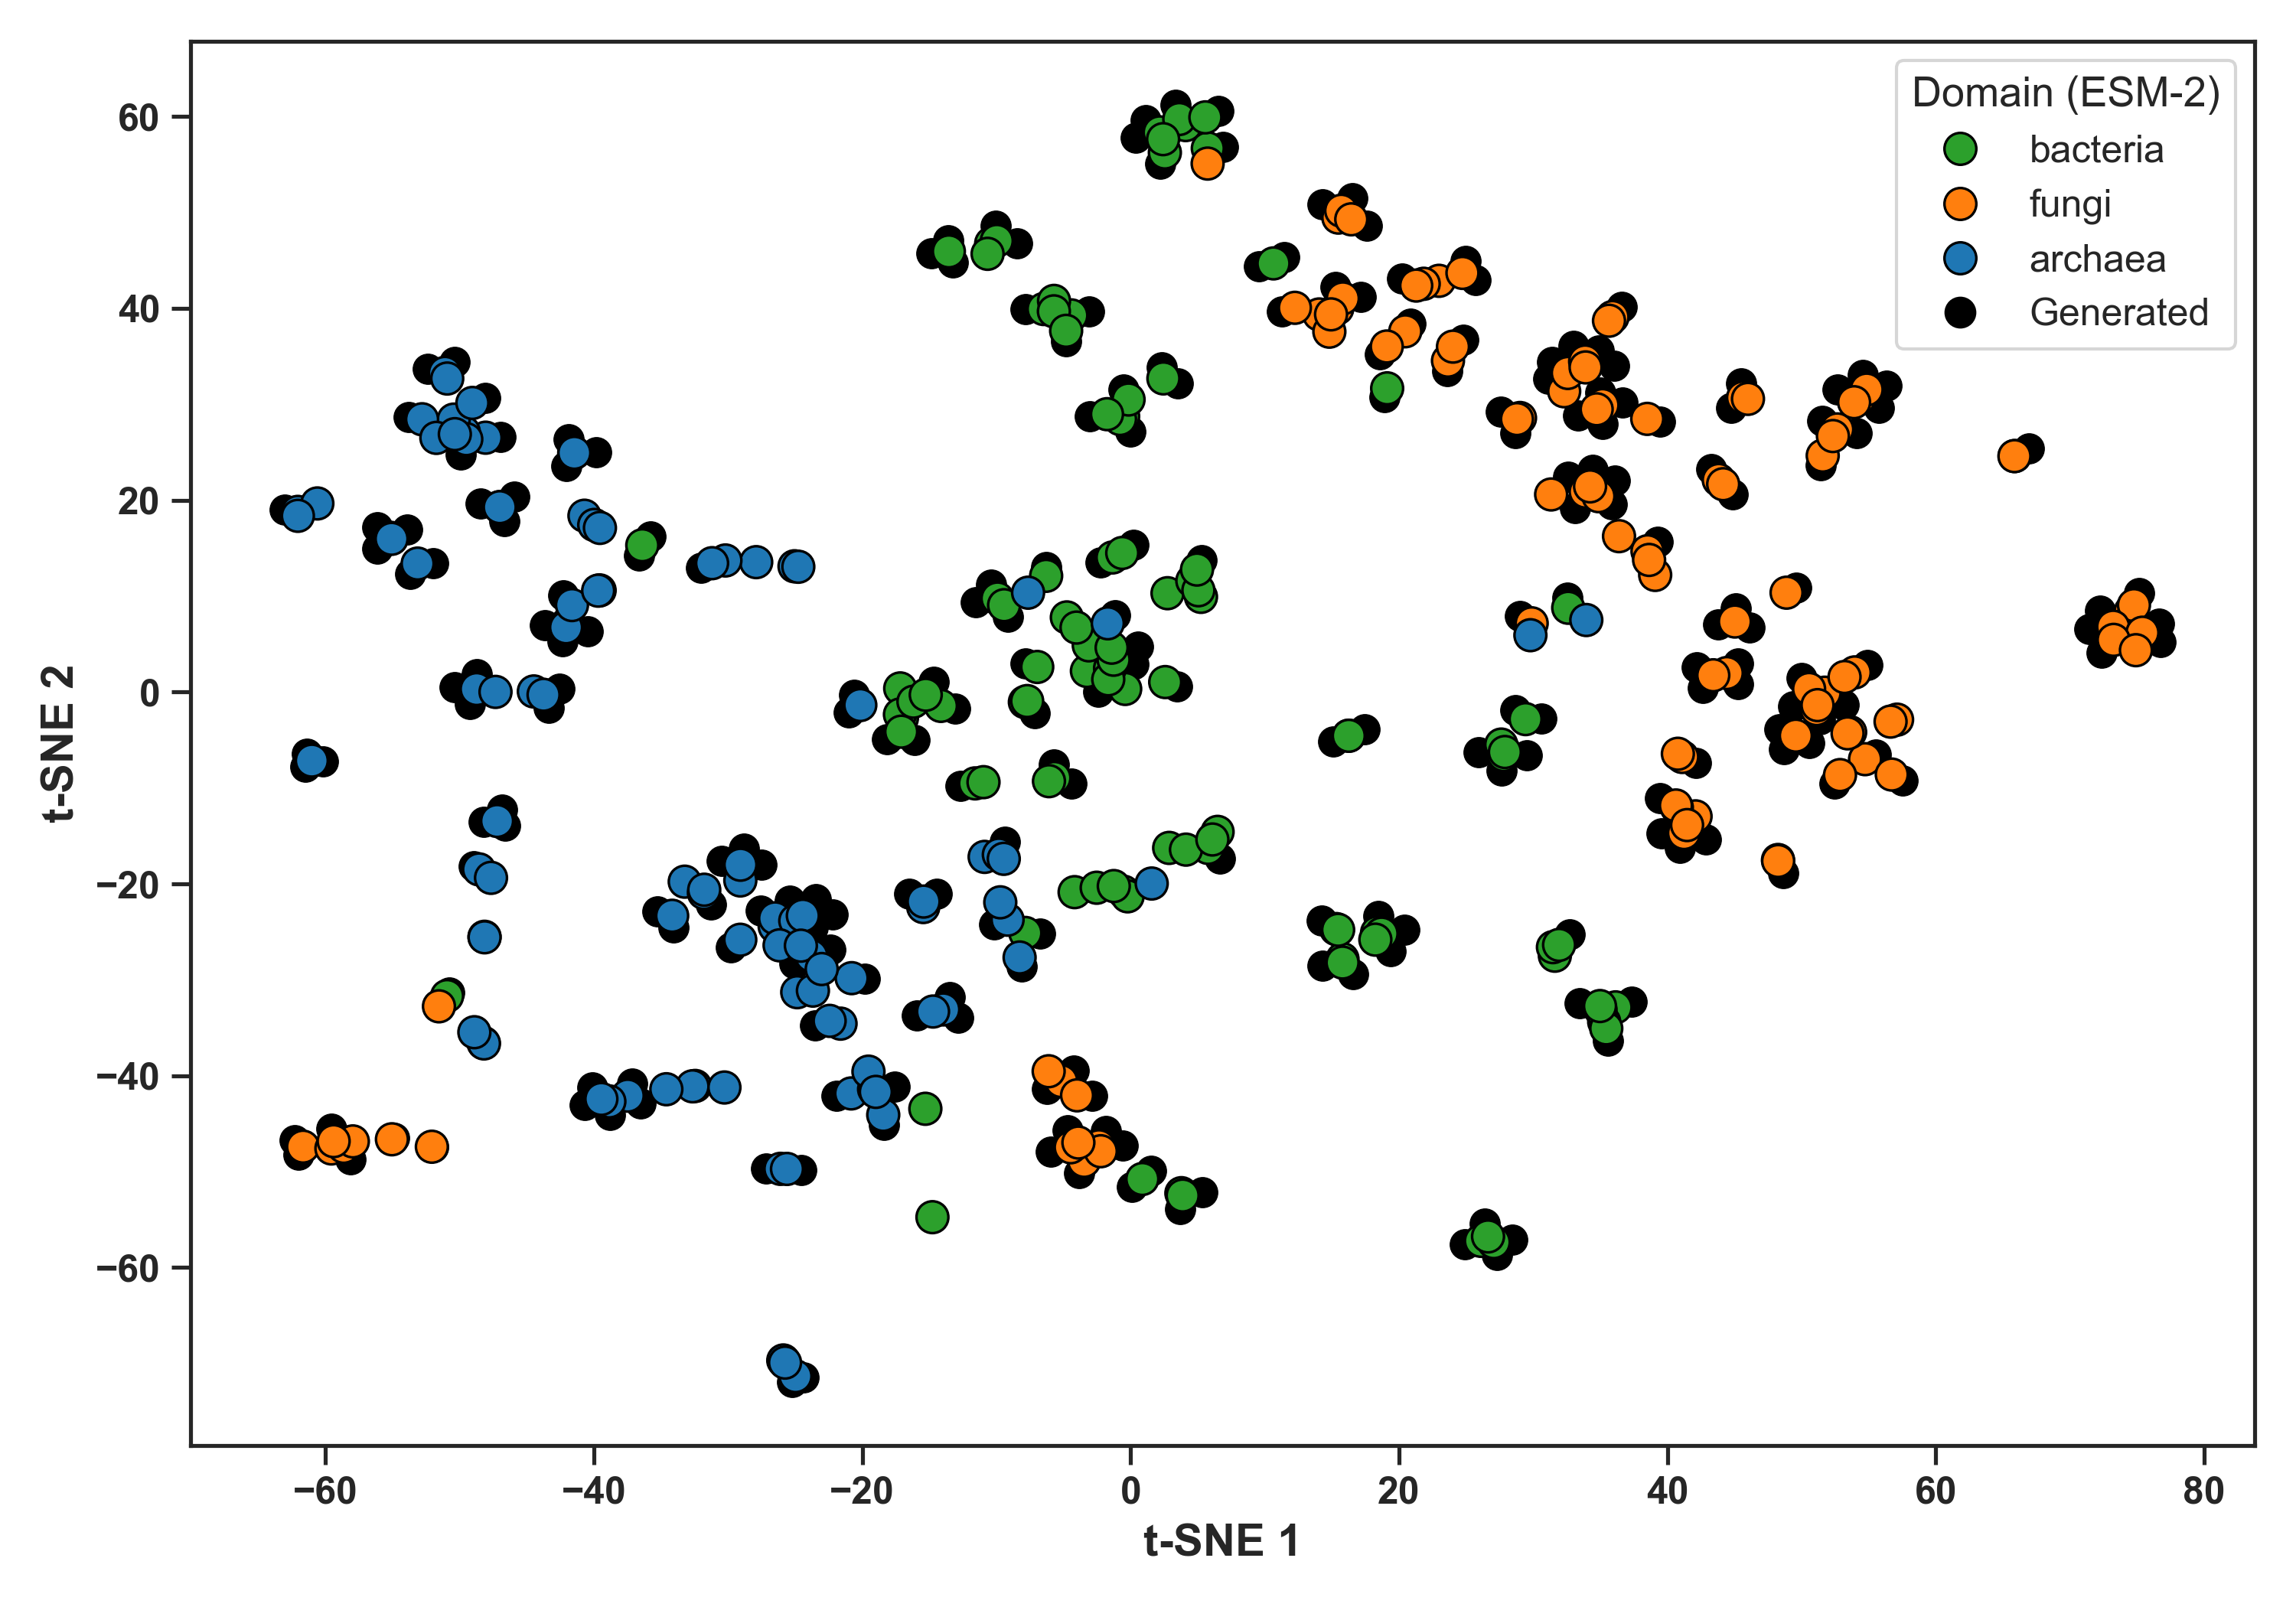 Domain (ESM-2)
bacteria
fungi
archaea
Generated
60
40
20
0
−20
−40
−60
t-SNE 2
−60 −40 −20 0 20 40 60 80
t-SNE 1